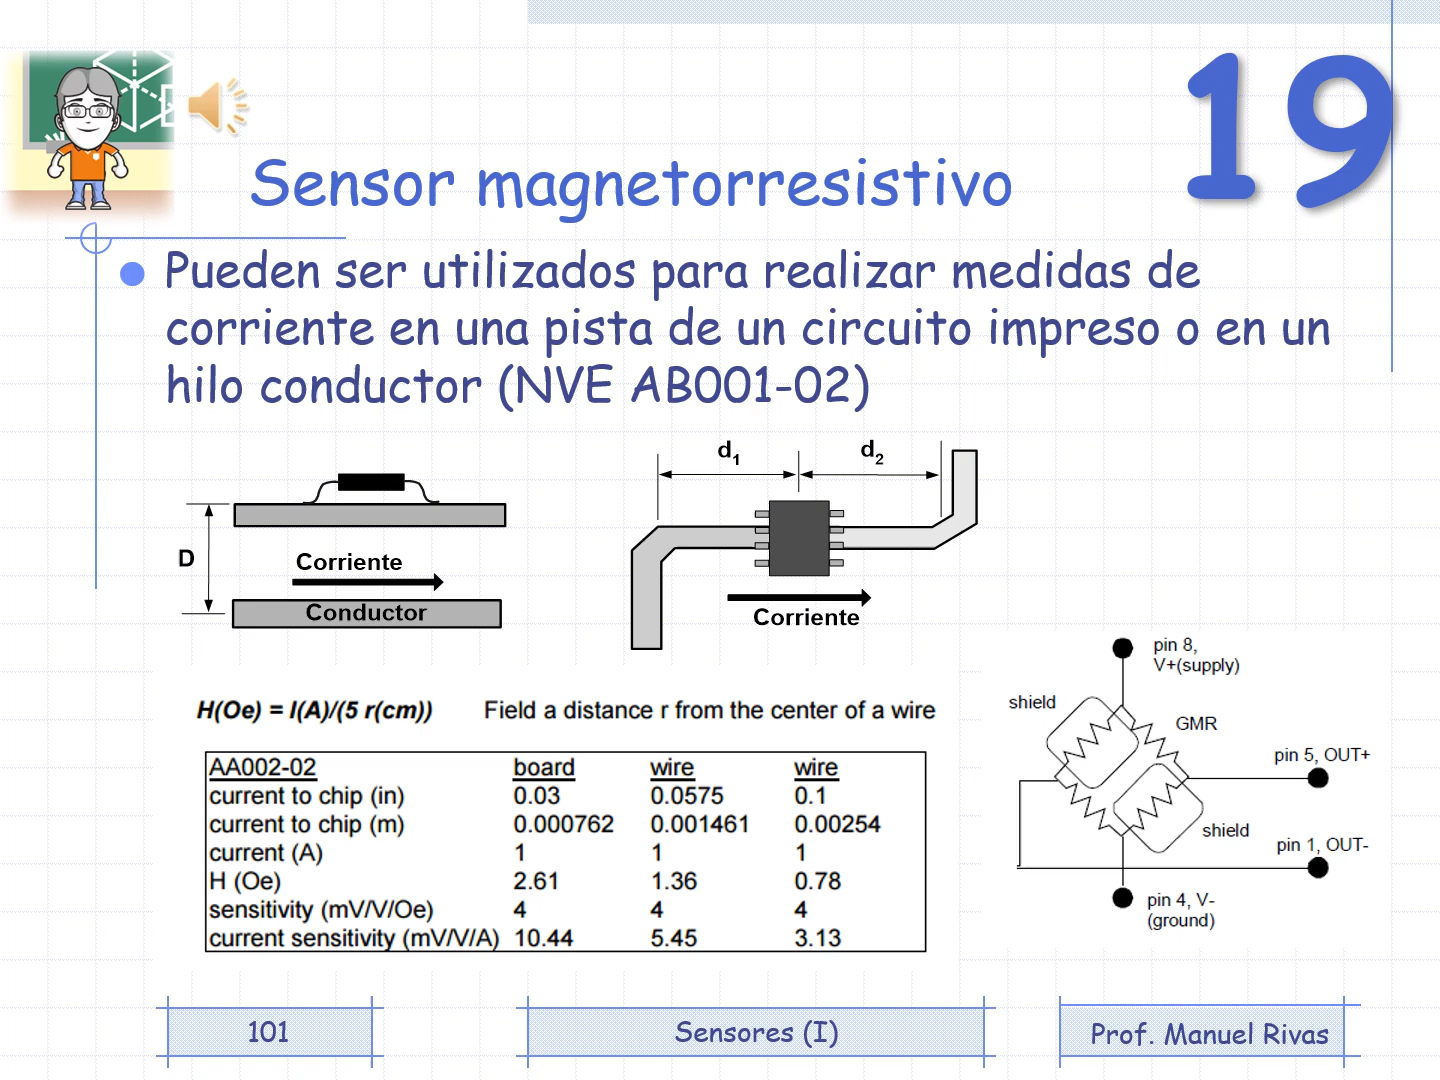 19
Sensor magnetorresistivo
Pueden ser utilizados para realizar medidas de
corriente en una pista de un circuito impreso o en un
hilo conductor (NVE AB001-02)
D
Corriente
Conductor
d1
d2
Corriente
H(Oe) = I(A)/(5 r(cm)) Field a distance r from the center of a wire
AA002-02 board wire wire
current to chip (in) 0.03 0.0575 0.1
current to chip (m) 0.000762 0.001461 0.00254
current (A) 1 1 1
H (Oe) 2.61 1.36 0.78
sensitivity (mV/V/Oe) 4 4 4
current sensitivity (mV/V/A) 10.44 5.45 3.13
pin 8,
V+(supply)
shield
GMR
pin 5, OUT+
shield
pin 1, OUT-
pin 4, V-
(ground)
101
Sensores (I)
Prof. Manuel Rivas